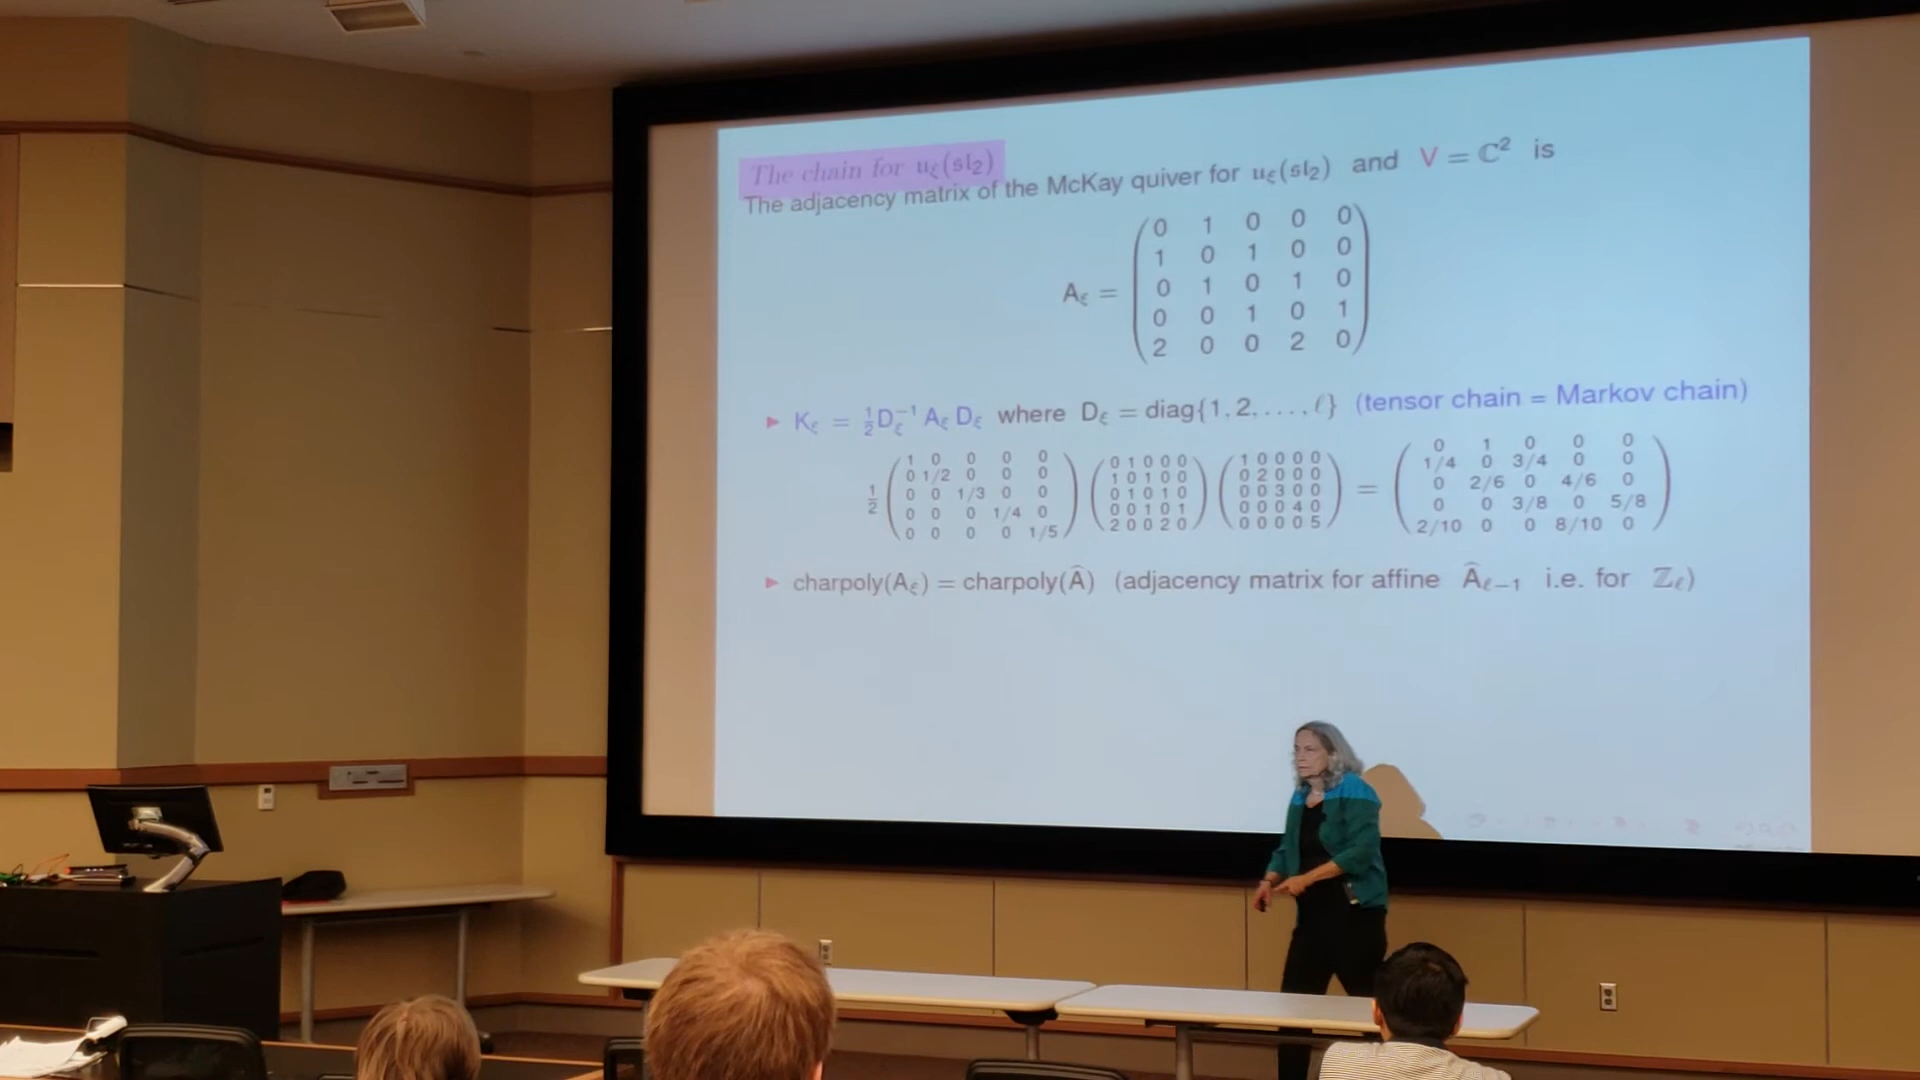 The chain for u_ξ(sl₂)
The adjacency matrix of the McKay quiver for u_ξ(sl₂) and V = ℂ² is
A_ξ =
0 1 0 0 0
1 0 1 0 0
0 1 0 1 0
0 0 1 0 1
2 0 0 2 0
► K_ξ = ½D_ξ⁻¹ A_ξ D_ξ where D_ξ = diag{1, 2, . . . , ℓ} (tensor chain = Markov chain)
1/2
1 0 0 0 0
0 1/2 0 0 0
0 0 1/3 0 0
0 0 0 1/4 0
0 0 0 0 1/5
0 1 0 0 0
1 0 1 0 0
0 1 0 1 0
0 0 1 0 1
2 0 0 2 0
1 0 0 0 0
0 2 0 0 0
0 0 3 0 0
0 0 0 4 0
0 0 0 0 5
=
0 1 0 0 0
1/4 0 3/4 0 0
0 2/6 0 4/6 0
0 0 3/8 0 5/8
2/10 0 0 8/10 0
► charpoly(A_ξ) = charpoly(Â) (adjacency matrix for affine Â_ℓ₋₁ i.e. for ℤ_ℓ)